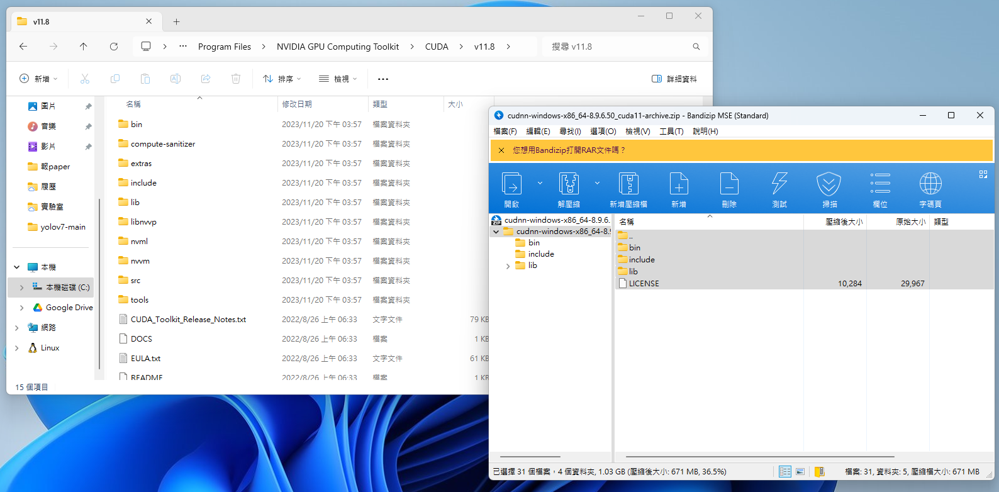 v11.8
Program Files
NVIDIA GPU Computing Toolkit
CUDA
v11.8
搜尋 v11.8
新增
排序
檢視
詳細資料
圖片
音樂
影片
報paper
履歷
實驗室
yolov7-main
本機
本機磁碟 (C:)
Google Drive
網路
Linux
名稱 修改日期 類型 大小
bin 2023/11/20 下午 03:57 檔案資料夾
compute-sanitizer 2023/11/20 下午 03:57 檔案資料夾
extras 2023/11/20 下午 03:57 檔案資料夾
include 2023/11/20 下午 03:57 檔案資料夾
lib 2023/11/20 下午 03:57 檔案資料夾
libnvvp 2023/11/20 下午 03:57 檔案資料夾
nvml 2023/11/20 下午 03:57 檔案資料夾
nvvm 2023/11/20 下午 03:57 檔案資料夾
src 2023/11/20 下午 03:57 檔案資料夾
tools 2023/11/20 下午 03:57 檔案資料夾
CUDA_Toolkit_Release_Notes.txt 2022/8/26 上午 06:33 文字文件 79 KB
DOCS 2022/8/26 上午 06:33 檔案 1 KB
EULA.txt 2022/8/26 上午 06:33 文字文件 61 KB
README 2022/8/26 上午 06:33 檔案 1 KB
15 個項目
cudnn-windows-x86_64-8.9.6.50_cuda11-archive.zip - Bandizip MSE (Standard)
檔案(F) 編輯(E) 尋找(I) 選項(O) 檢視(V) 工具(T) 說明(H)
您想用Bandizip打開RAR文件嗎？
開啟 解壓縮 新增壓縮檔 新增 刪除 測試 掃描 欄位 字碼頁
ZIP
cudnn-windows-x86_64-8.9.6.
cudnn-windows-x86_64-8.9
bin
include
lib
名稱 壓縮後大小 原始大小 類型
..
bin
include
lib
LICENSE 10,284 29,967
已選擇 31 個檔案，4 個資料夾, 1.03 GB (壓縮後大小: 671 MB, 36.5%)
檔案: 31, 資料夾: 5, 壓縮檔大小: 671 MB